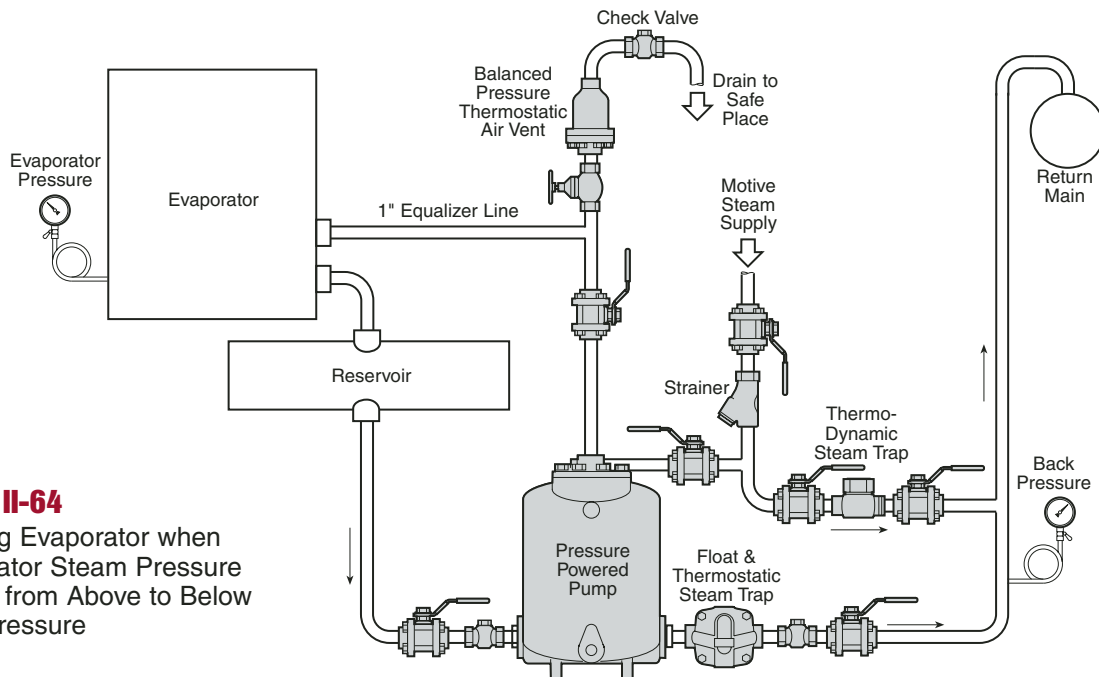 Check Valve
Balanced
Pressure
Thermostatic
Air Vent
Drain to
Safe
Place
Evaporator
Pressure
Evaporator
1" Equalizer Line
Motive
Steam
Supply
Return
Main
Reservoir
Strainer
Thermo-
Dynamic
Steam Trap
Back
Pressure
II-64
Evaporator when
Steam Pressure
from Above to Below
Pressure
Powered
Pump
Float &
Thermostatic
Steam Trap